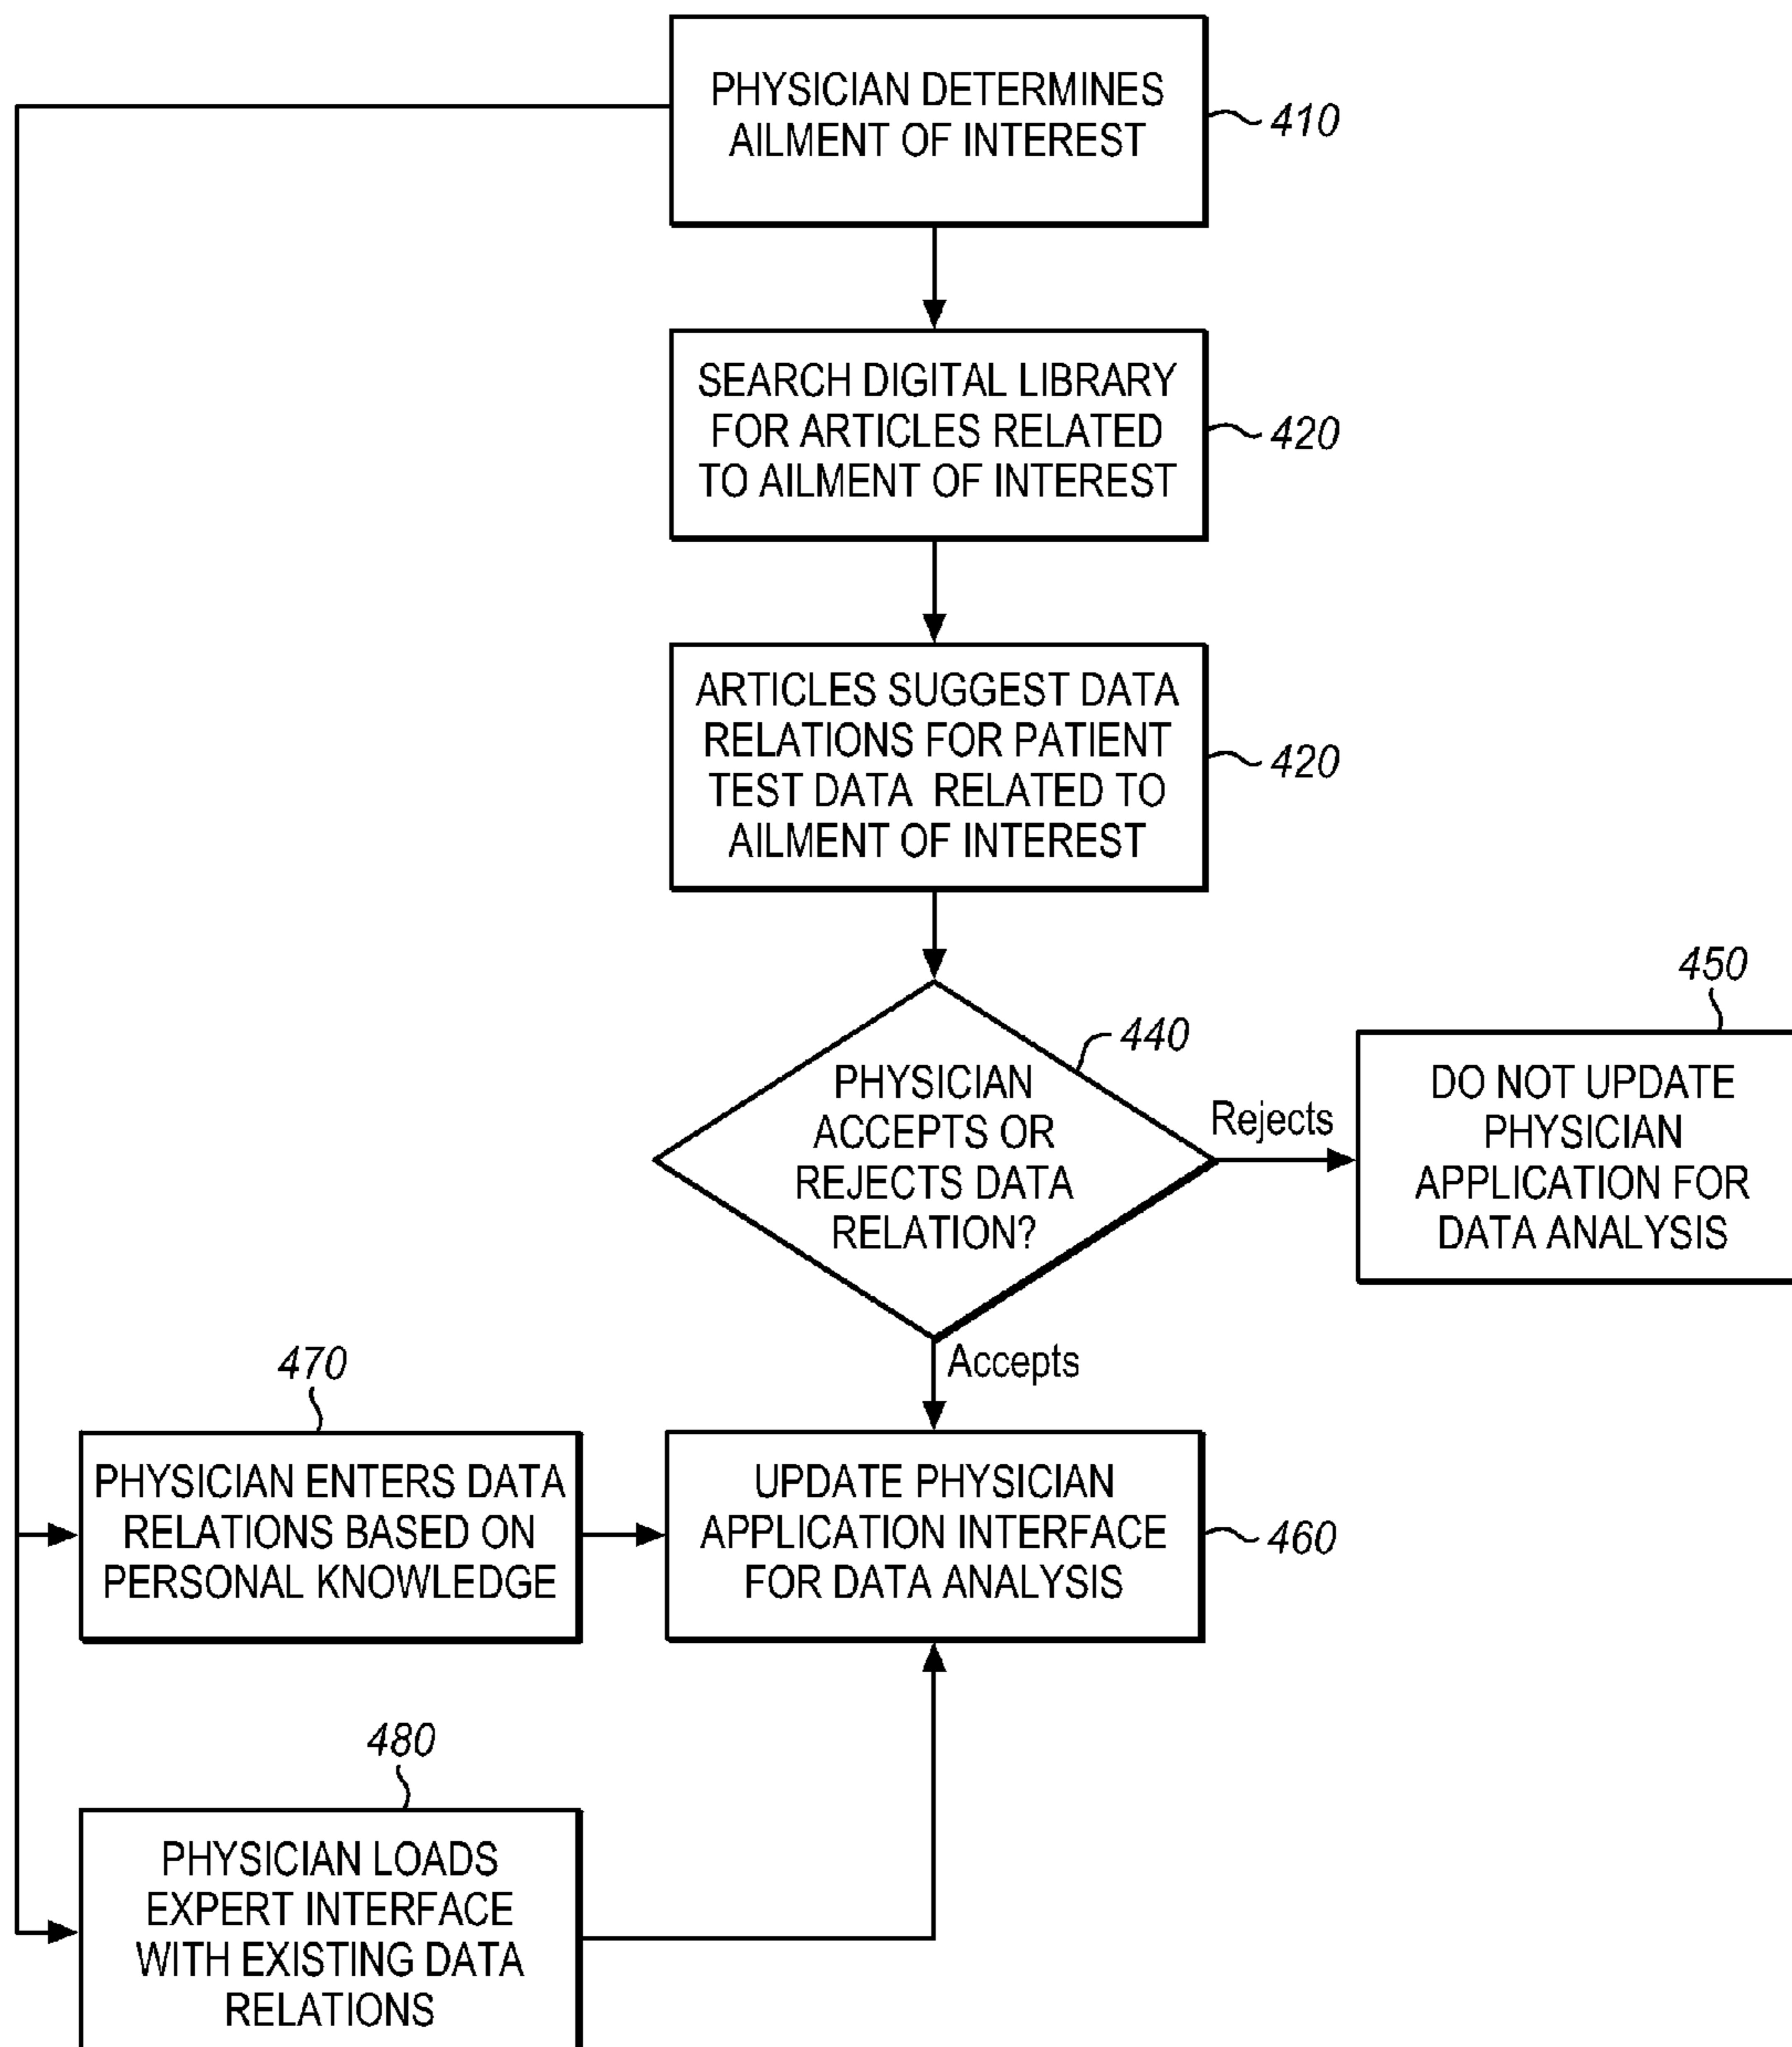 PHYSICIAN DETERMINES
AILMENT OF INTEREST
410
SEARCH DIGITAL LIBRARY
FOR ARTICLES RELATED
TO AILMENT OF INTEREST
420
ARTICLES SUGGEST DATA
RELATIONS FOR PATIENT
TEST DATA RELATED TO
AILMENT OF INTEREST
420
PHYSICIAN
ACCEPTS OR
REJECTS DATA
RELATION?
440
Rejects
450
DO NOT UPDATE
PHYSICIAN
APPLICATION FOR
DATA ANALYSIS
Accepts
470
PHYSICIAN ENTERS DATA
RELATIONS BASED ON
PERSONAL KNOWLEDGE
UPDATE PHYSICIAN
APPLICATION INTERFACE
FOR DATA ANALYSIS
460
480
PHYSICIAN LOADS
EXPERT INTERFACE
WITH EXISTING DATA
RELATIONS